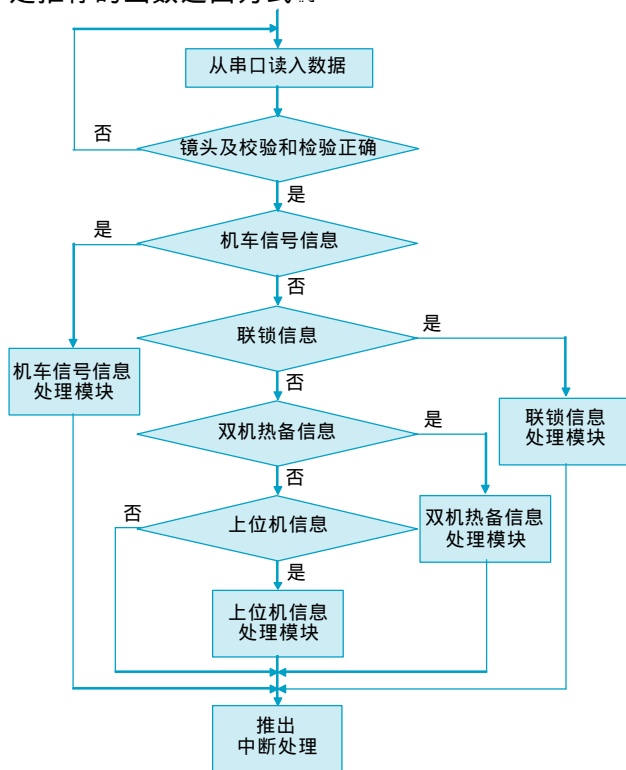 从串口读入数据
否
镜头及校验和检验正确
是
是
机车信号信息
否
联锁信息
是
机车信号信息
处理模块
否
双机热备信息
是
联锁信息
处理模块
否
否
上位机信息
双机热备信息
处理模块
是
上位机信息
处理模块
推出
中断处理